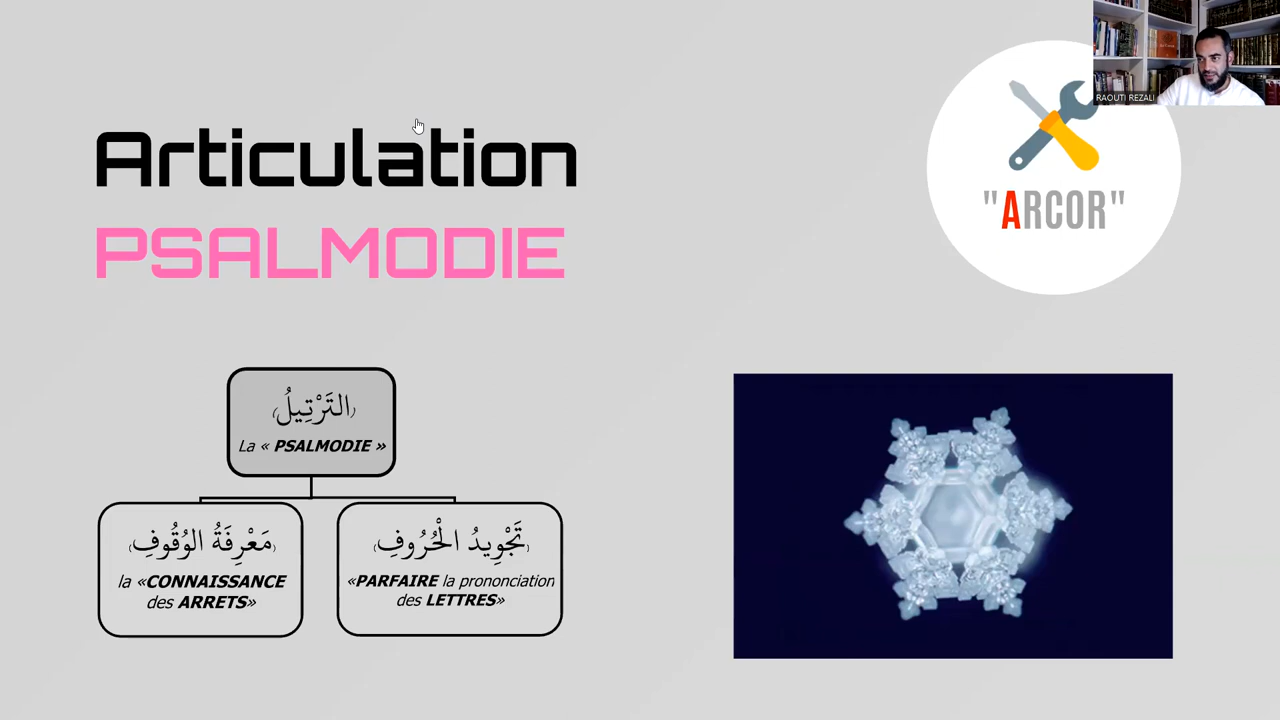 Articulation
PSALMODIE
RAOUTI REZALI
"ARCOR"
(التَرْتِيلُ)
La « PSALMODIE »
(مَعْرِفَةُ الوُقُوفِ)
la «CONNAISSANCE
des ARRETS»
(تَجْوِيدُ الْحُرُوفِ)
«PARFAIRE la prononciation
des LETTRES»